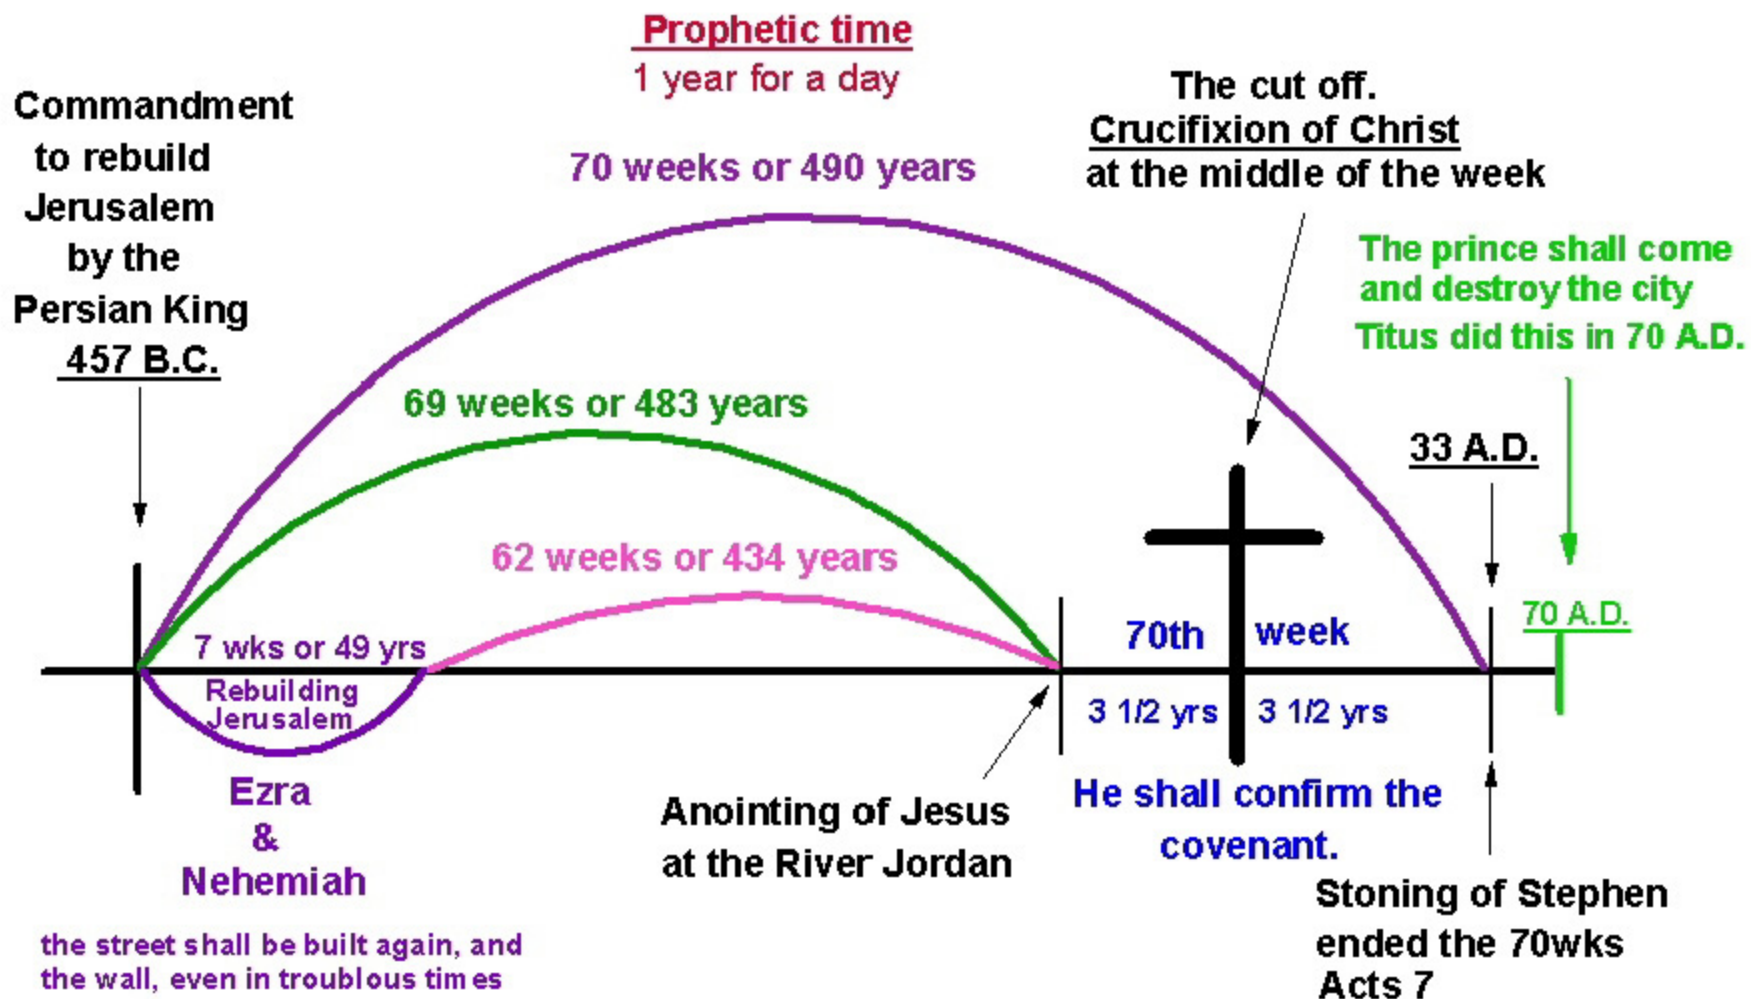 Prophetic time
1 year for a day
Commandment
to rebuild
Jerusalem
by the
Persian King
457 B.C.
70 weeks or 490 years
The cut off.
Crucifixion of Christ
at the middle of the week
The prince shall come
and destroy the city
Titus did this in 70 A.D.
69 weeks or 483 years
33 A.D.
62 weeks or 434 years
70 A.D.
7 wks or 49 yrs
Rebuilding
Jerusalem
70th week
3 1/2 yrs 3 1/2 yrs
Ezra
&
Nehemiah
the street shall be built again, and
the wall, even in troublous times
Anointing of Jesus
at the River Jordan
He shall confirm the
covenant.
Stoning of Stephen
ended the 70wks
Acts 7